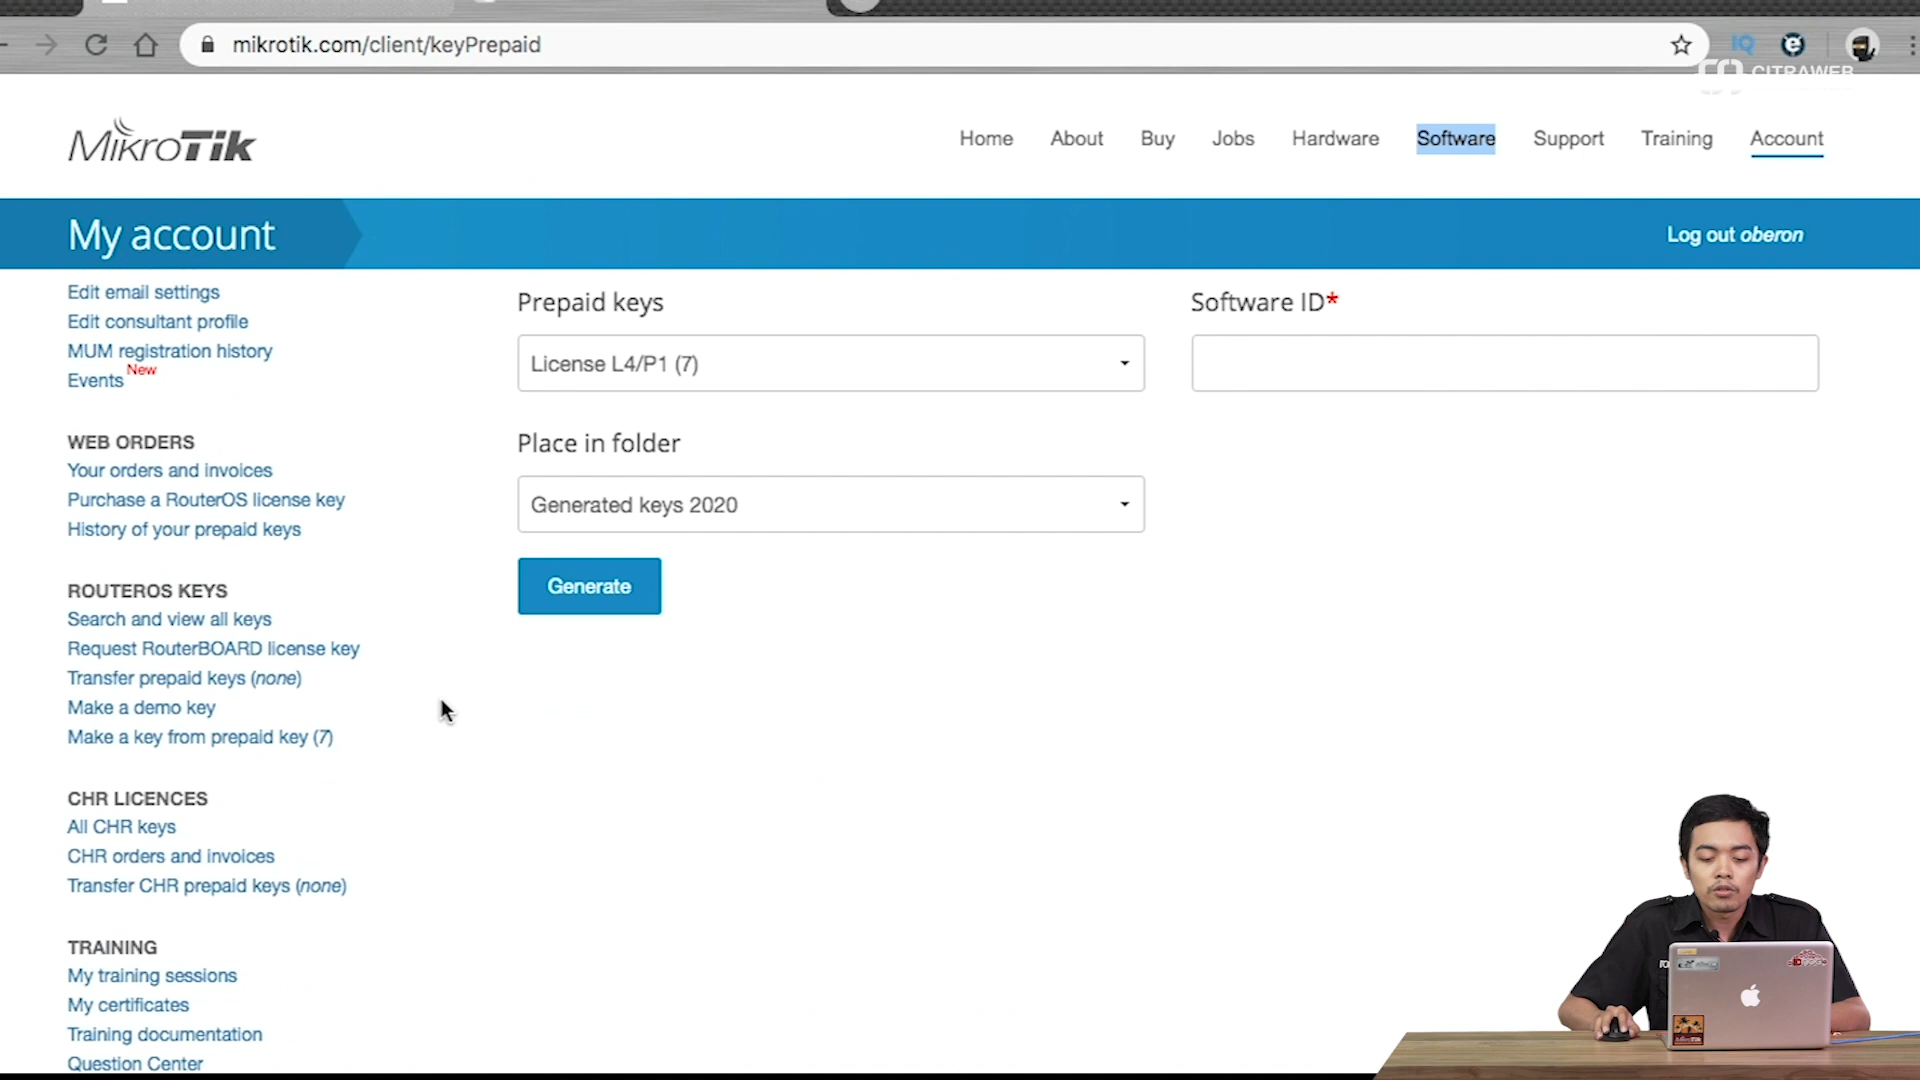 mikrotik.com/client/keyPrepaid
IQ
CITRAWEB
MikroTik
Home About Buy Jobs Hardware Software Support Training Account
My account
Log out oberon
Edit email settings
Edit consultant profile
MUM registration history
Events New
WEB ORDERS
Your orders and invoices
Purchase a RouterOS license key
History of your prepaid keys
ROUTEROS KEYS
Search and view all keys
Request RouterBOARD license key
Transfer prepaid keys (none)
Make a demo key
Make a key from prepaid key (7)
CHR LICENCES
All CHR keys
CHR orders and invoices
Transfer CHR prepaid keys (none)
TRAINING
My training sessions
My certificates
Training documentation
Question Center
Prepaid keys
License L4/P1 (7)
Software ID*
Place in folder
Generated keys 2020
Generate